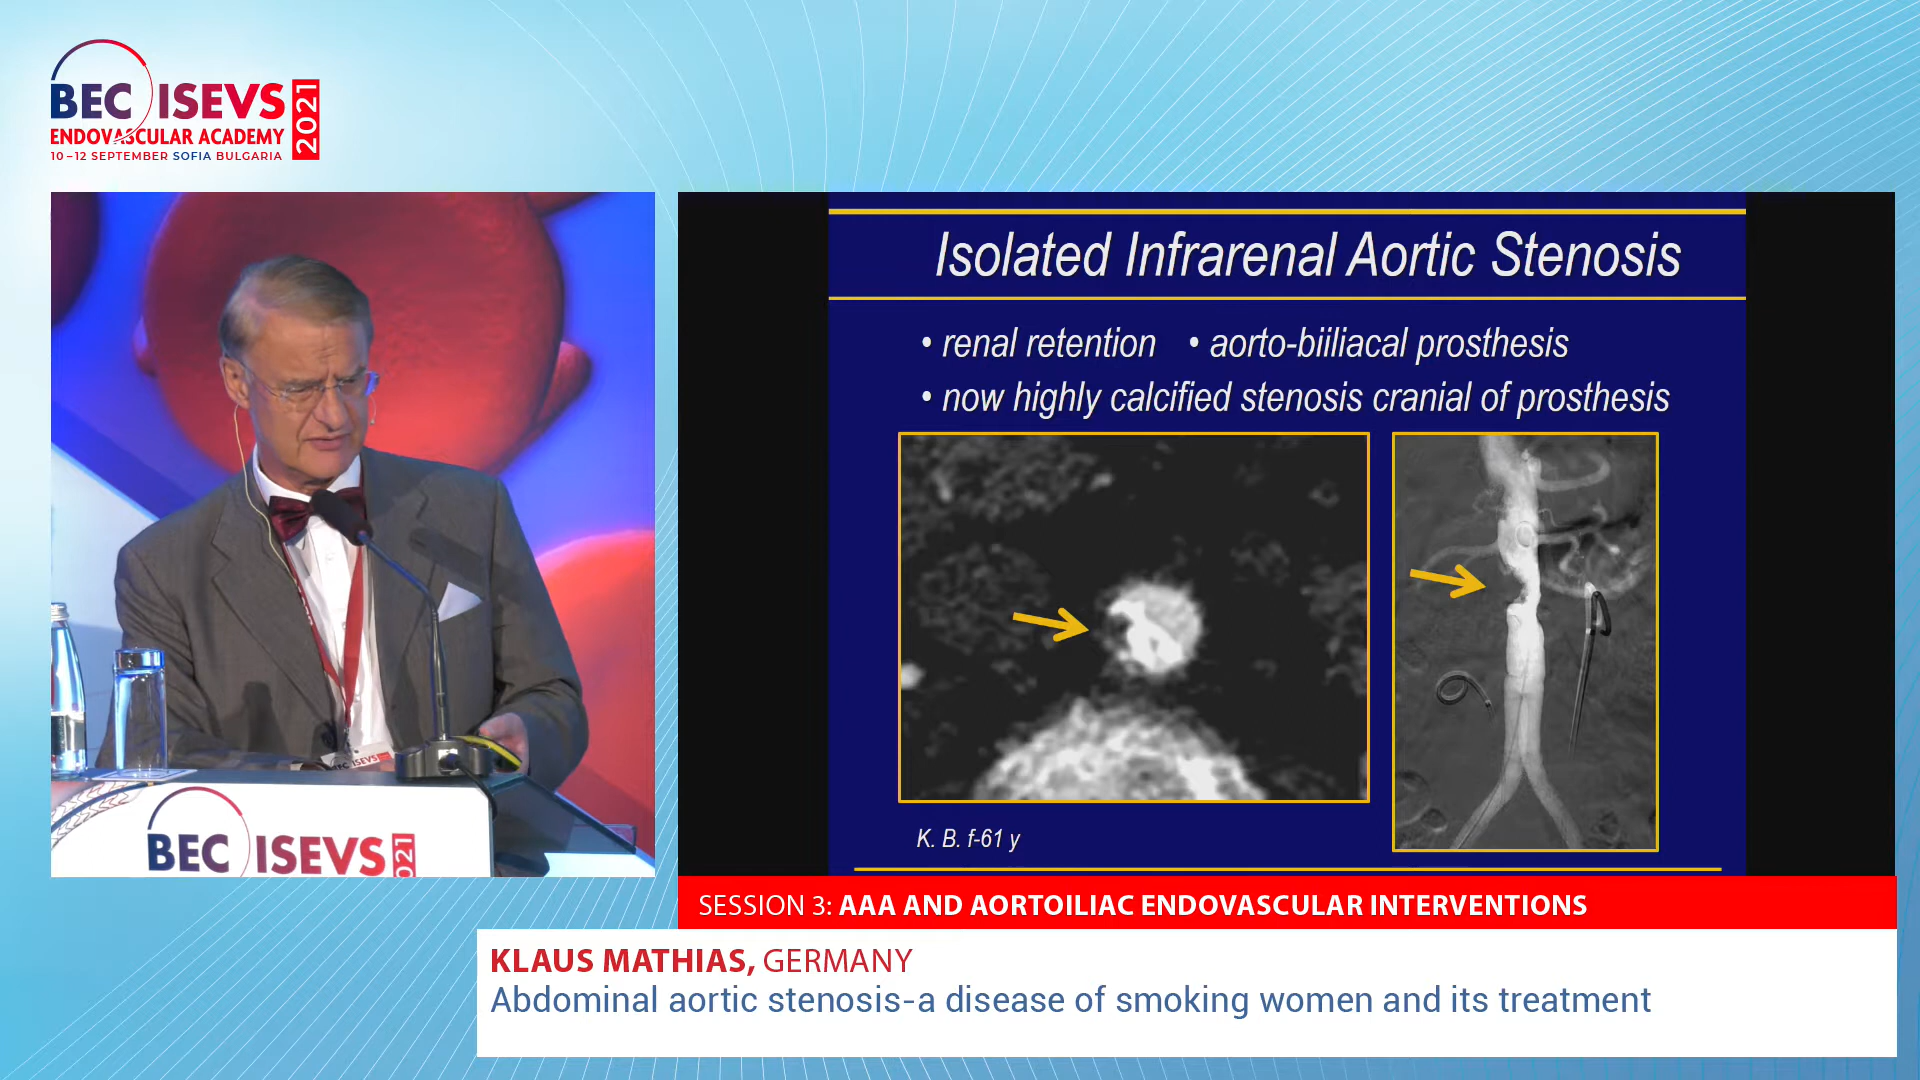 BEC ISEVS 2021
ENDOVASCULAR ACADEMY
10–12 SEPTEMBER SOFIA BULGARIA
BEC ISEVS
Isolated Infrarenal Aortic Stenosis
• renal retention • aorto-biiliacal prosthesis
• now highly calcified stenosis cranial of prosthesis
K. B. f-61 y
SESSION 3: AAA AND AORTOILIAC ENDOVASCULAR INTERVENTIONS
KLAUS MATHIAS, GERMANY
Abdominal aortic stenosis-a disease of smoking women and its treatment